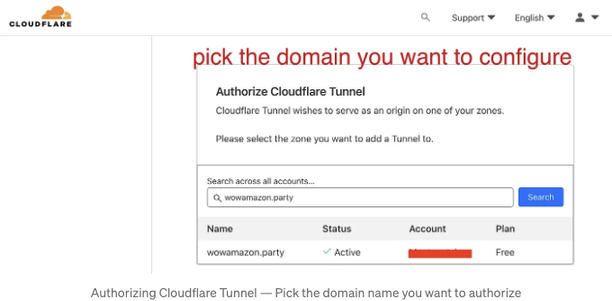 CLOUDFLARE
Support
English
pick the domain you want to configure
Authorize Cloudflare Tunnel
Cloudflare Tunnel wishes to serve as an origin on one of your zones.
Please select the zone you want to add a Tunnel to.
Search across all accounts...
wowamazon.party
Search
Name Status Account Plan
wowamazon.party Active Free
Authorizing Cloudflare Tunnel — Pick the domain name you want to authorize